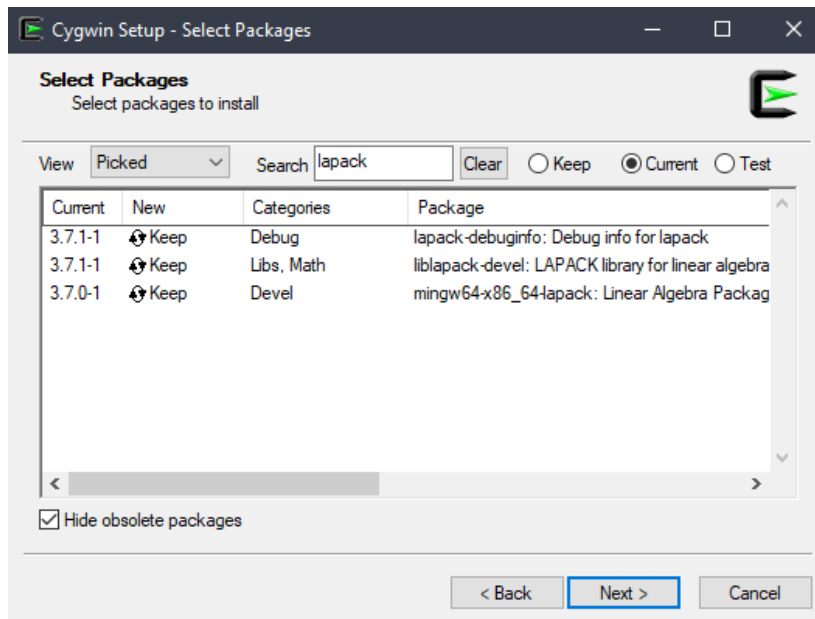 Cygwin Setup - Select Packages
Select Packages
Select packages to install
View Picked Search lapack Clear Keep Current Test
Current New Categories Package
3.7.1-1 Keep Debug lapack-debuginfo: Debug info for lapack
3.7.1-1 Keep Libs, Math liblapack-devel: LAPACK library for linear algebra
3.7.0-1 Keep Devel mingw64-x86_64-lapack: Linear Algebra Packag
Hide obsolete packages
< Back Next > Cancel